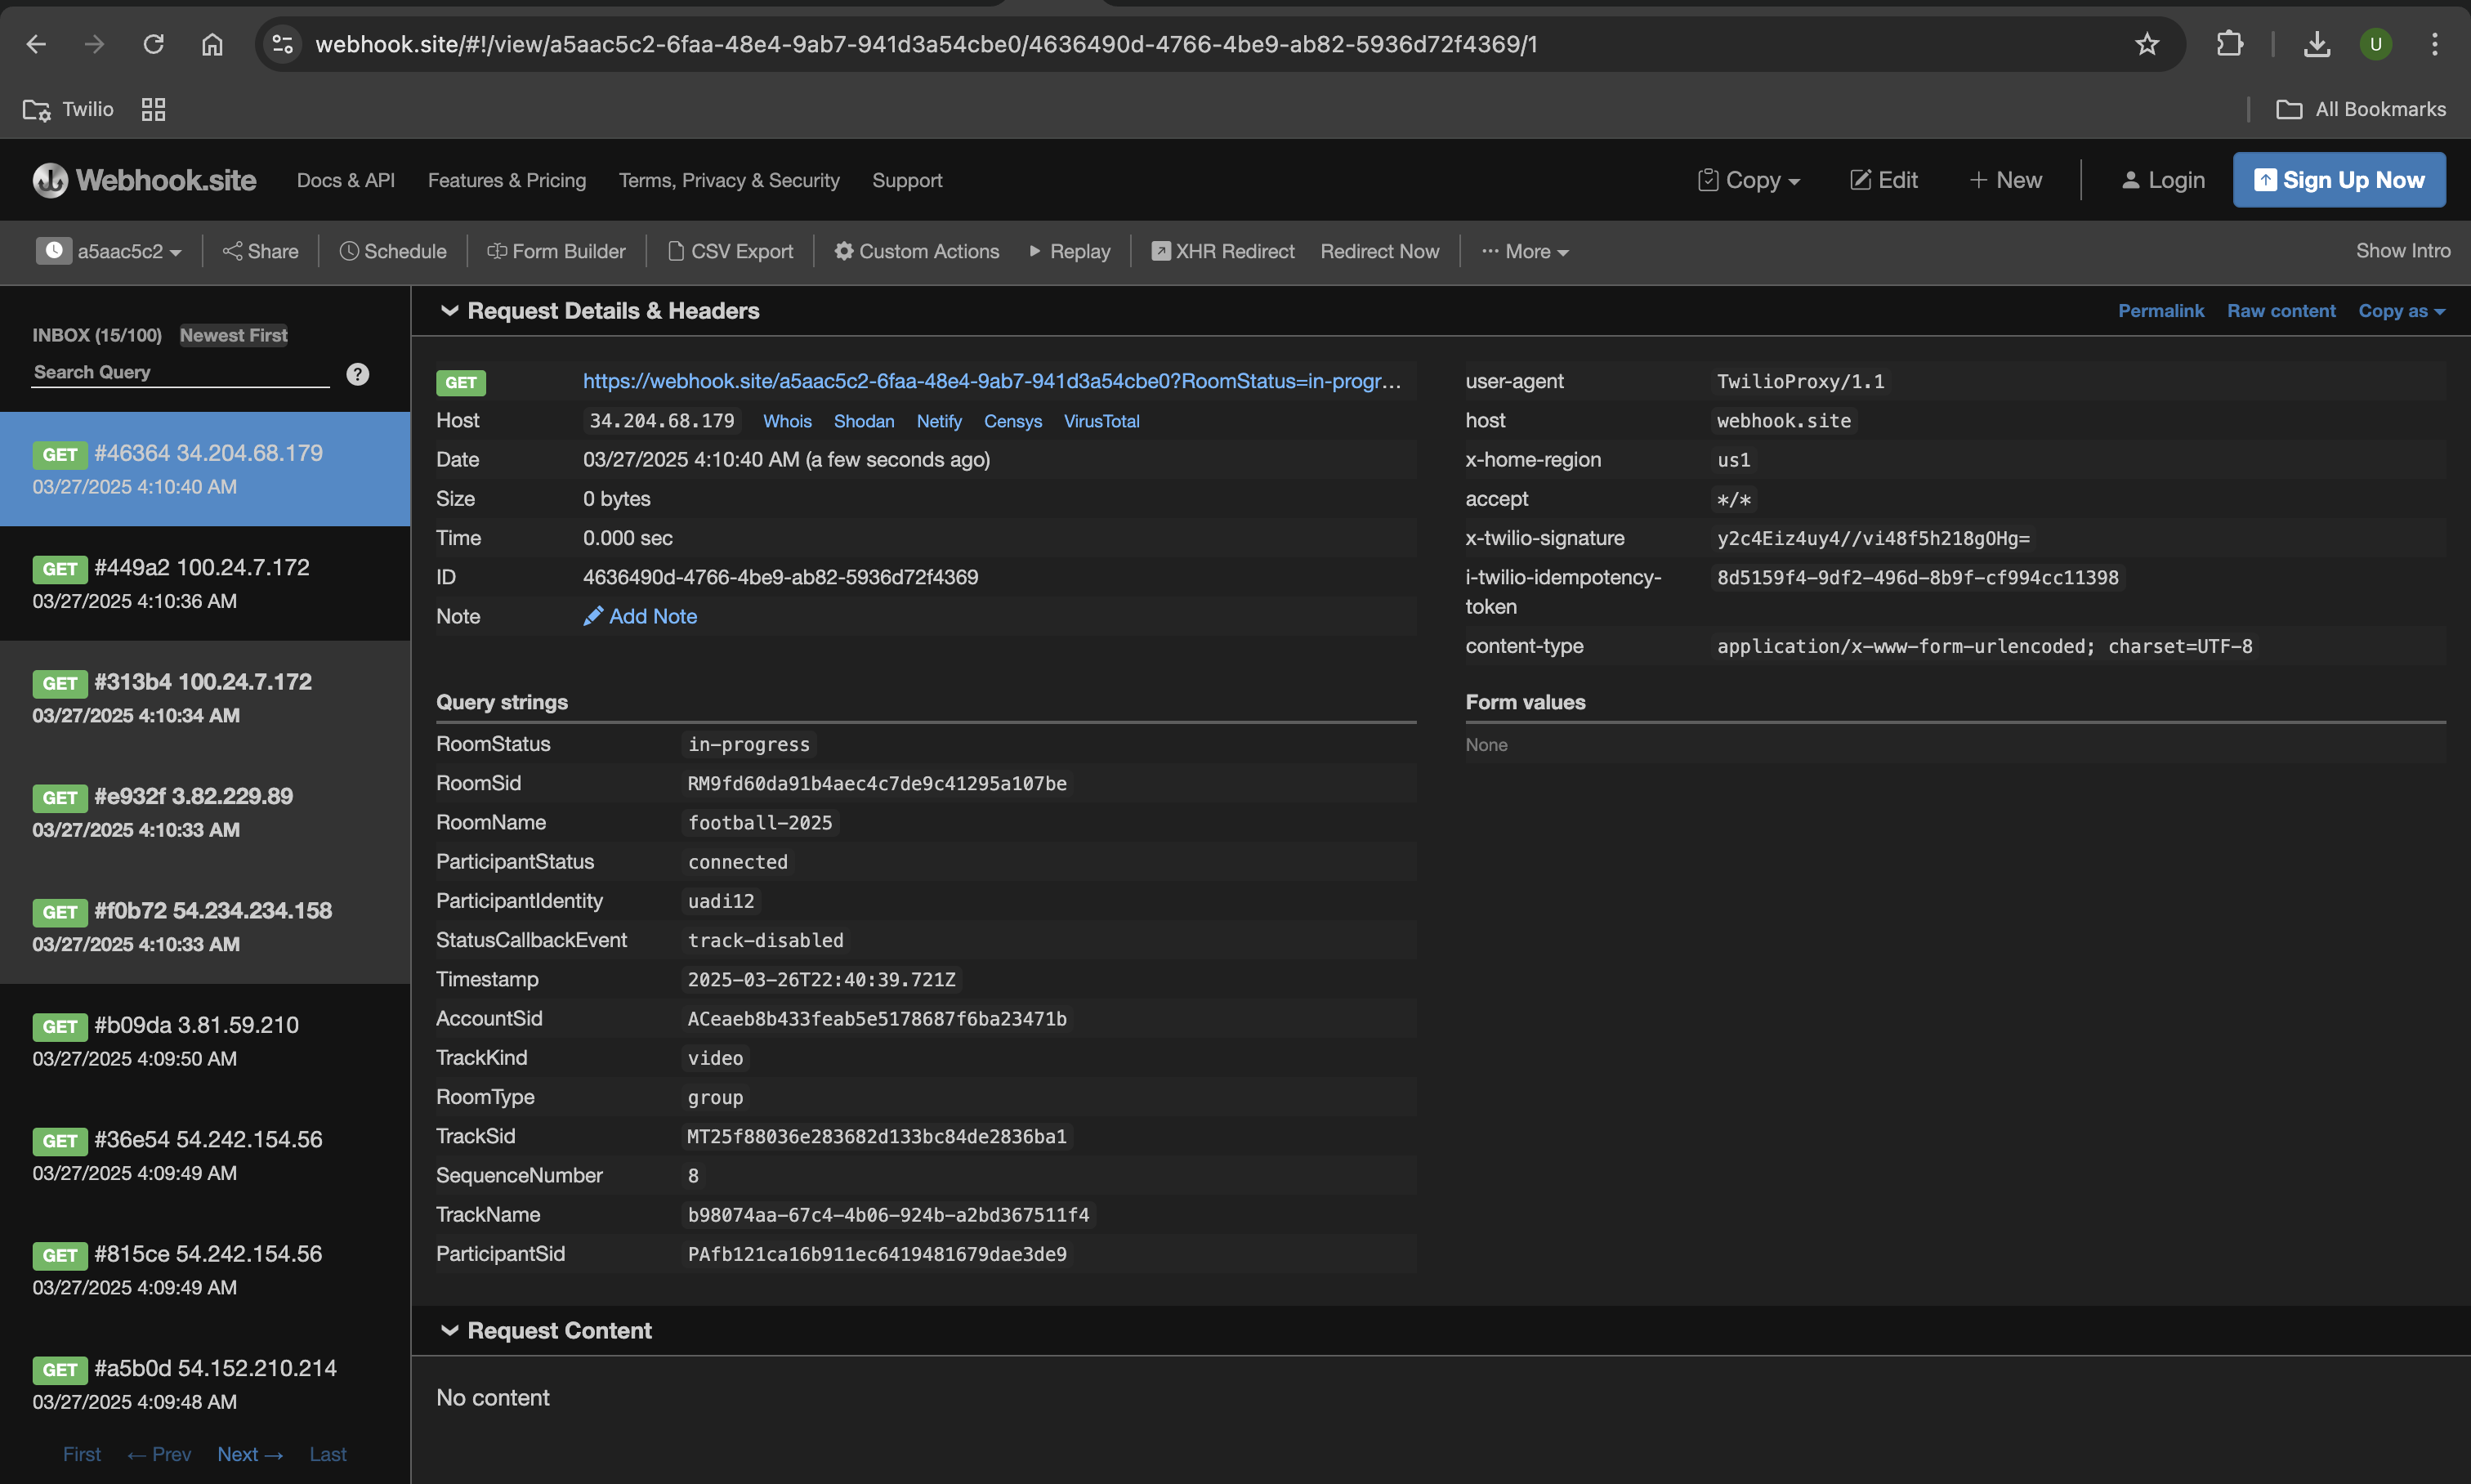 webhook.site/#!/view/a5aac5c2-6faa-48e4-9ab7-941d3a54cbe0/4636490d-4766-4be9-ab82-5936d72f4369/1
U
Twilio
All Bookmarks
Webhook.site Docs & API Features & Pricing Terms, Privacy & Security Support Copy Edit + New Login Sign Up Now
a5aac5c2 Share Schedule Form Builder CSV Export Custom Actions Replay XHR Redirect Redirect Now ··· More Show Intro
INBOX (15/100) Newest First
Search Query ?
GET #46364 34.204.68.179
03/27/2025 4:10:40 AM
GET #449a2 100.24.7.172
03/27/2025 4:10:36 AM
GET #313b4 100.24.7.172
03/27/2025 4:10:34 AM
GET #e932f 3.82.229.89
03/27/2025 4:10:33 AM
GET #f0b72 54.234.234.158
03/27/2025 4:10:33 AM
GET #b09da 3.81.59.210
03/27/2025 4:09:50 AM
GET #36e54 54.242.154.56
03/27/2025 4:09:49 AM
GET #815ce 54.242.154.56
03/27/2025 4:09:49 AM
GET #a5b0d 54.152.210.214
03/27/2025 4:09:48 AM
First ← Prev Next → Last
Request Details & Headers
Permalink Raw content Copy as
GET https://webhook.site/a5aac5c2-6faa-48e4-9ab7-941d3a54cbe0?RoomStatus=in-progr...
Host 34.204.68.179 Whois Shodan Netify Censys VirusTotal
Date 03/27/2025 4:10:40 AM (a few seconds ago)
Size 0 bytes
Time 0.000 sec
ID 4636490d-4766-4be9-ab82-5936d72f4369
Note Add Note
user-agent TwilioProxy/1.1
host webhook.site
x-home-region us1
accept */*
x-twilio-signature y2c4Eiz4uy4//vi48f5h218gOHg=
i-twilio-idempotency-token 8d5159f4-9df2-496d-8b9f-cf994cc11398
content-type application/x-www-form-urlencoded; charset=UTF-8
Query strings
RoomStatus in-progress
RoomSid RM9fd60da91b4aec4c7de9c41295a107be
RoomName football-2025
ParticipantStatus connected
ParticipantIdentity uadi12
StatusCallbackEvent track-disabled
Timestamp 2025-03-26T22:40:39.721Z
AccountSid ACeaeb8b433feab5e5178687f6ba23471b
TrackKind video
RoomType group
TrackSid MT25f88036e283682d133bc84de2836ba1
SequenceNumber 8
TrackName b98074aa-67c4-4b06-924b-a2bd367511f4
ParticipantSid PAfb121ca16b911ec6419481679dae3de9
Form values
None
Request Content
No content